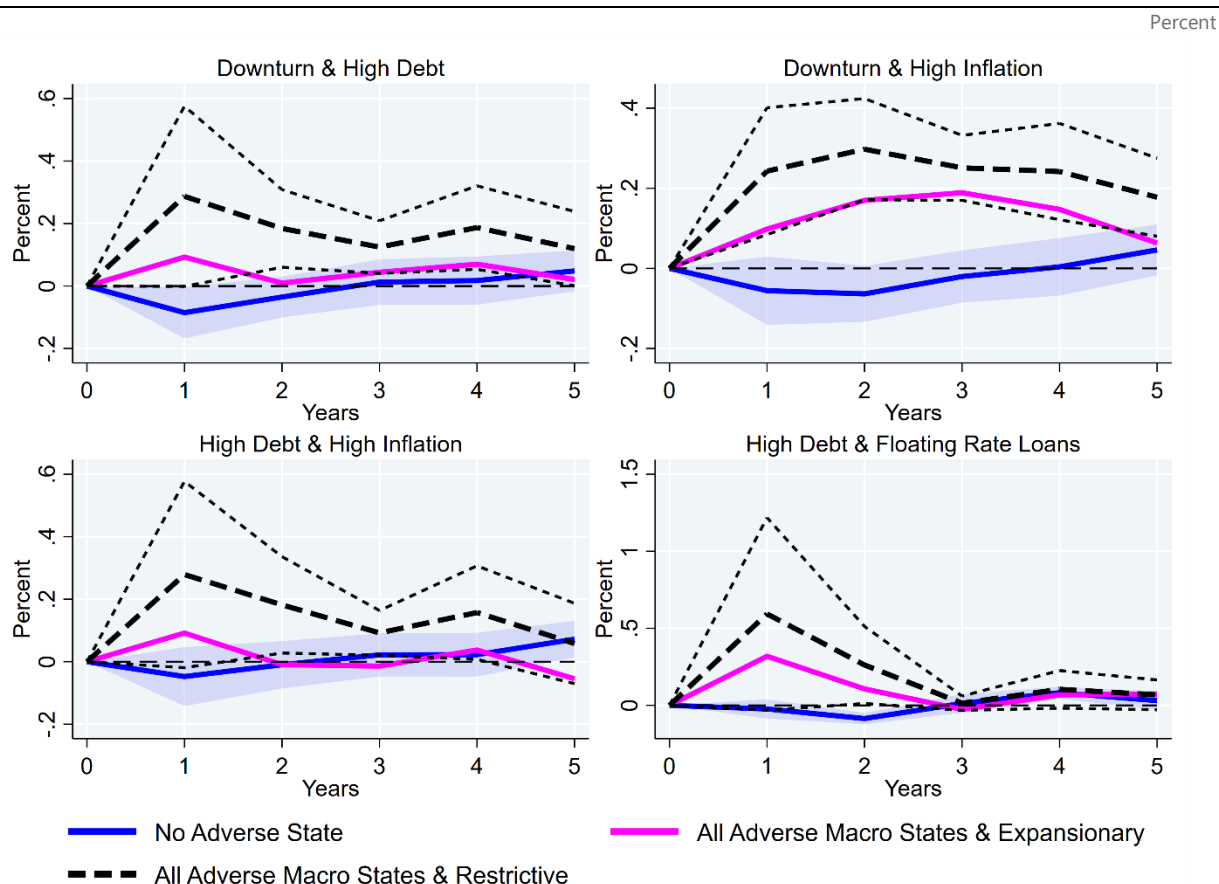 Percent
Downturn & High Debt
Downturn & High Inflation
Percent
.6
.4
.2
0
-.2
0 1 2 3 4 5
Years
Percent
.4
.2
0
-.2
0 1 2 3 4 5
Years
High Debt & High Inflation
High Debt & Floating Rate Loans
Percent
.6
.4
.2
0
-.2
0 1 2 3 4 5
Years
Percent
1.5
1
.5
0
0 1 2 3 4 5
Years
No Adverse State
All Adverse Macro States & Expansionary
All Adverse Macro States & Restrictive